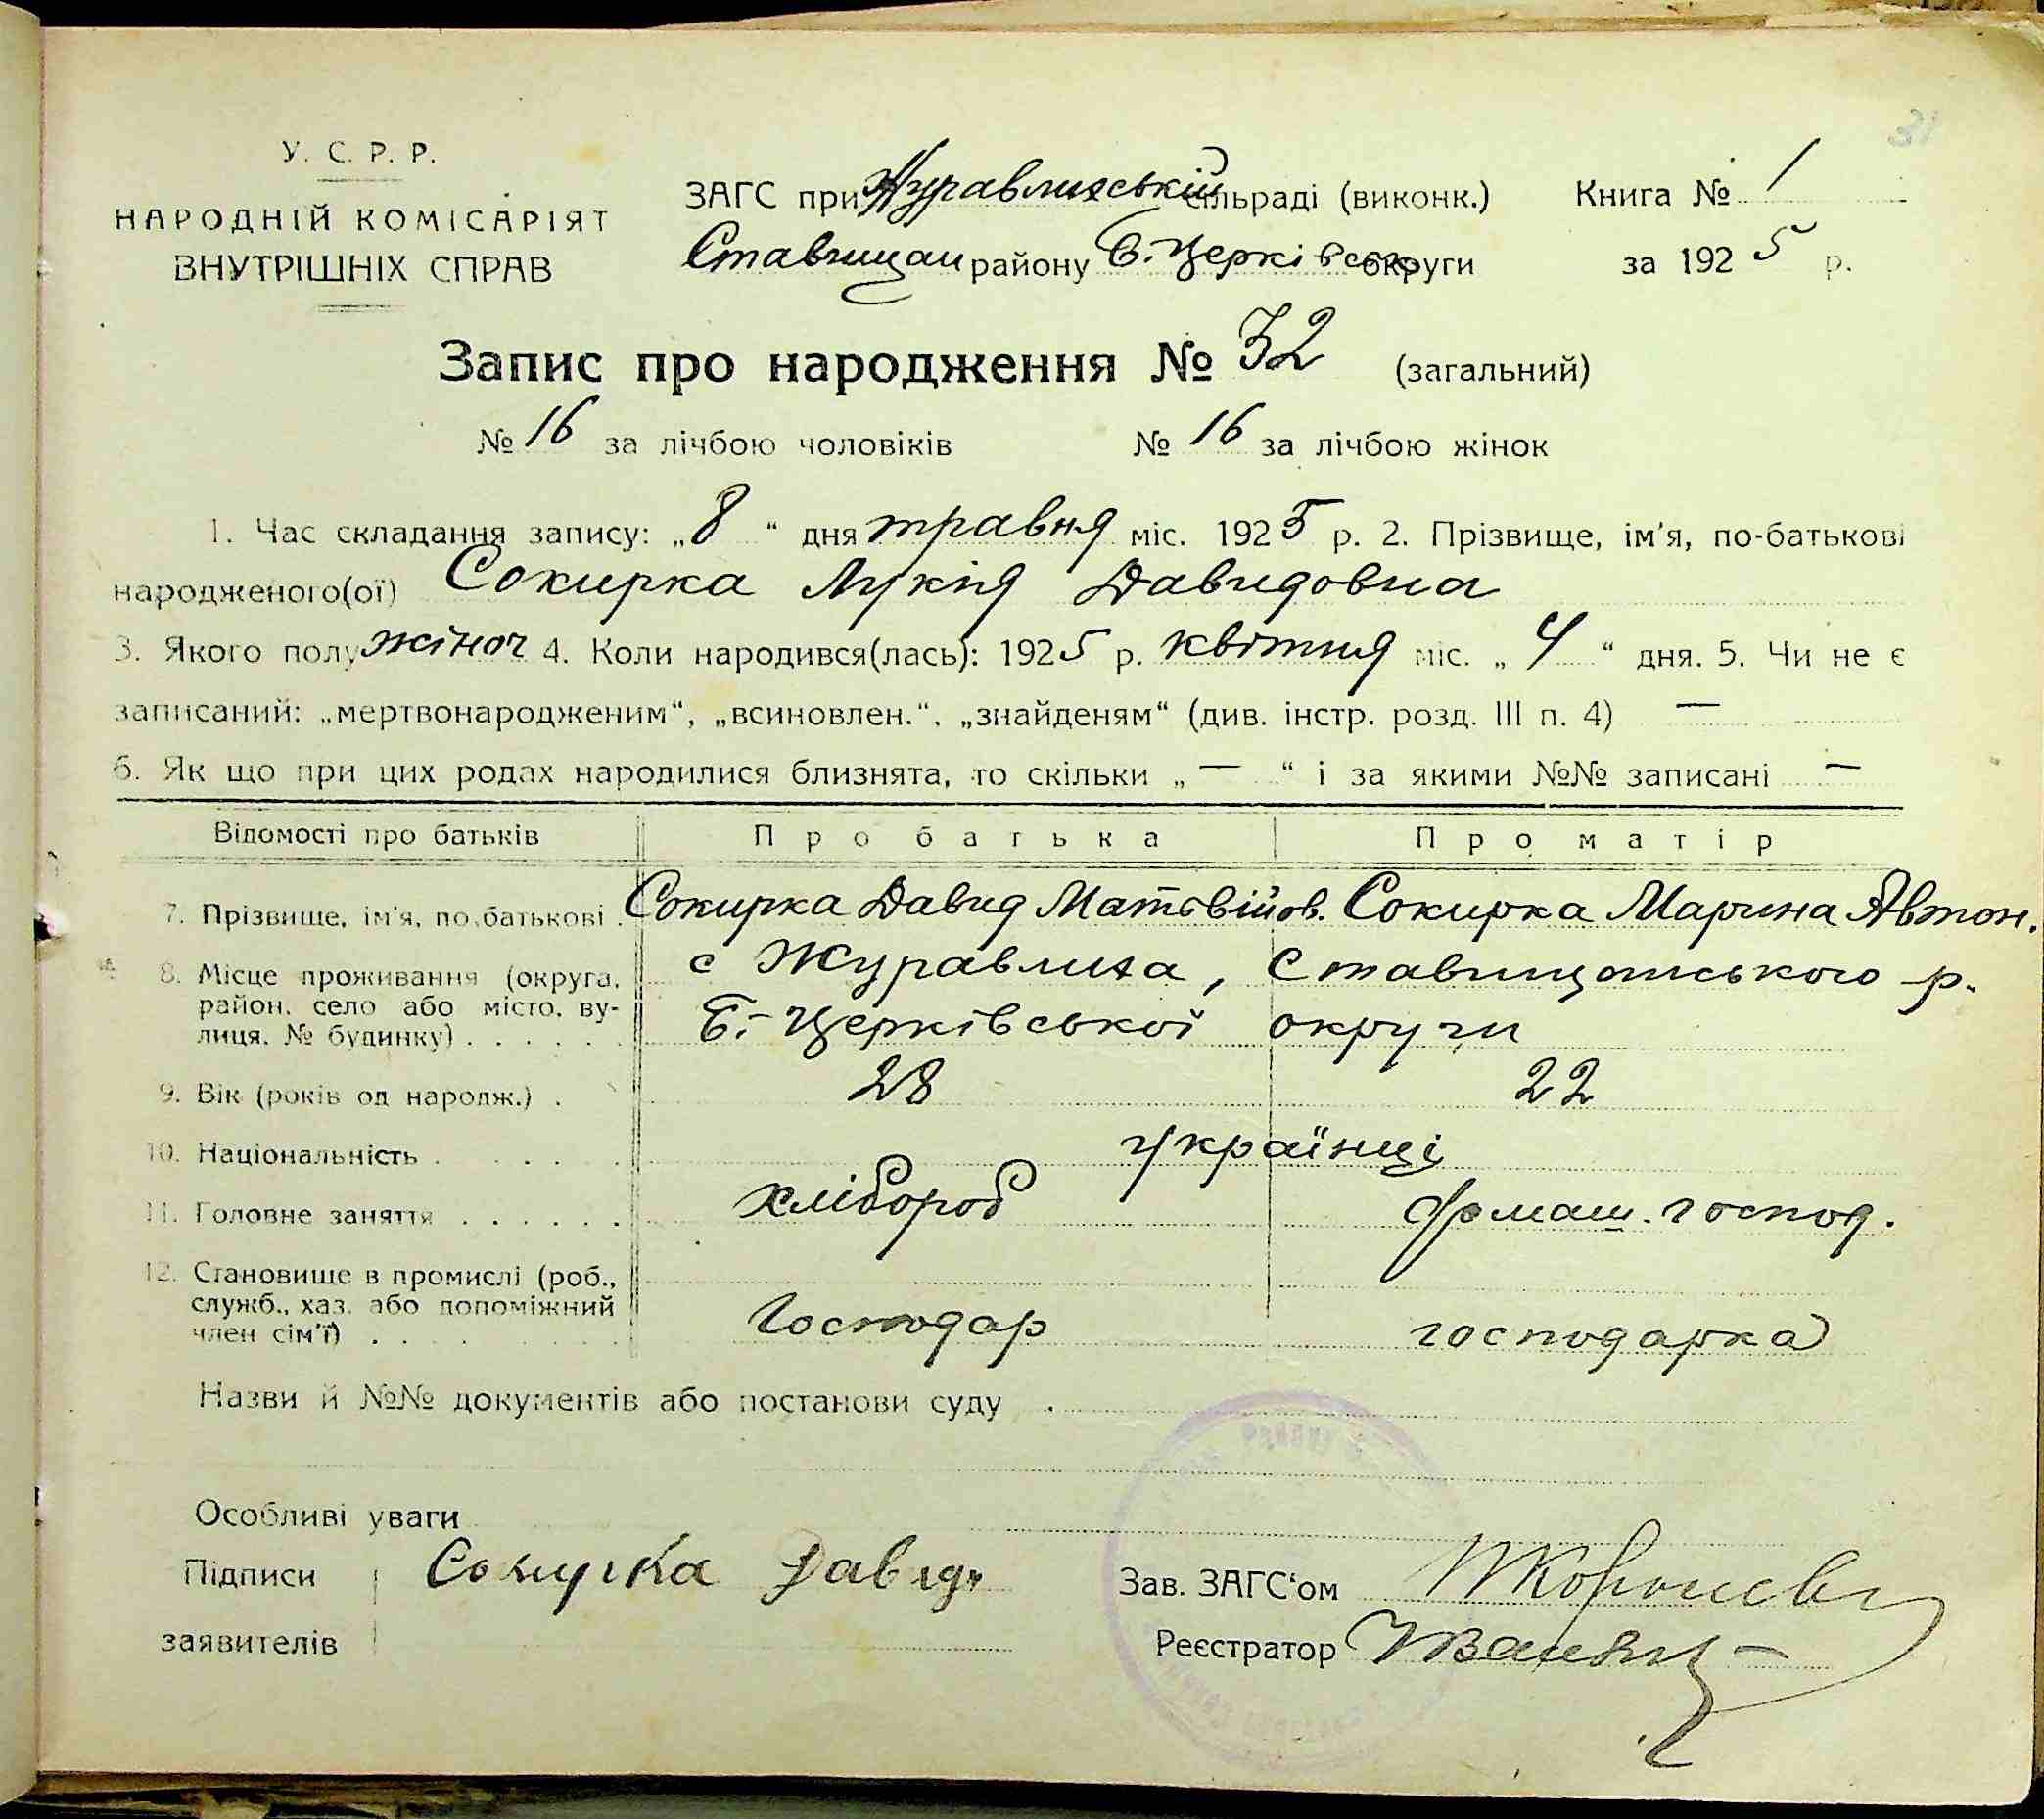 31
У. С. Р. Р.
НАРОДНІЙ КОМІСАРІЯТ
ВНУТРІШНІХ СПРАВ
ЗАГС при Журавлихській сільраді (виконк.) Книга № 1
Ставищан району Б. Церківсько округи за 1925 р.
Запис про народження № 32 (загальний)
№ 16 за лічбою чоловіків № 16 за лічбою жінок
1. Час складання запису: „8“ дня травня міс. 1925 р. 2. Прізвище, ім'я, по-батькові
народженого(ої) Сокирка Лукія Давидовна
3. Якого полу жіноч 4. Коли народився(лась): 1925 р. квітня міс. „4“ дня. 5. Чи не є
записаний: „мертвонародженим“, „всиновлен.“, „знайденям“ (див. інстр. розд. III п. 4) —
6. Як що при цих родах народилися близнята, то скільки „—“ і за якими №№ записані —
Відомості про батьків Про батька Про матір
7. Прізвище, ім'я, по-батькові Сокирка Давид Матвійов. Сокирка Марина Автон.
8. Місце проживання (округа, район, село або місто, вулиця, № будинку) с Журавлиха, Ставищанського р.
Б.-Церківської округи
9. Вік (років од народж.) 28 22
10. Національність українці
11. Головне заняття хлібороб домаш. господ.
12. Становище в промислі (роб.,
служб., хаз. або допоміжний
член сім'ї) Господар господарка
Назви й №№ документів або постанови суду
Особливі уваги
Підписи Сокирка Давид Зав. ЗАГС'ом
заявителів Реєстратор